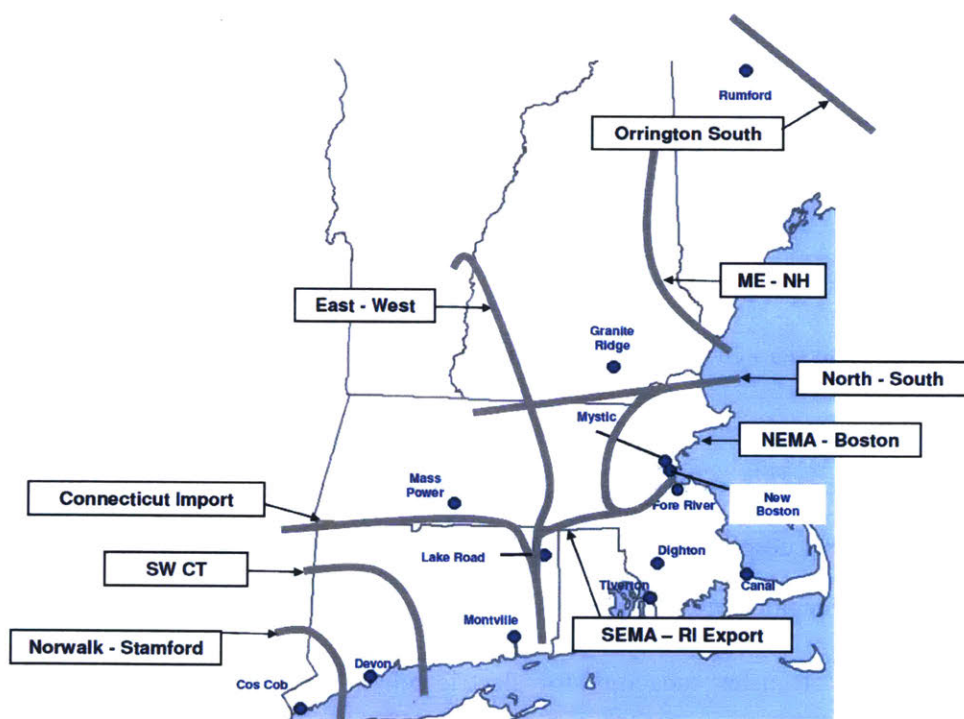 Rumford
Orrington South
ME - NH
East - West
Granite
Ridge
North - South
Mystic
NEMA - Boston
Mass
Power
Connecticut Import
New
Boston
Fore River
Lake Road
Dighton
SW CT
Canal
Tiverton
Montville
SEMA – RI Export
Norwalk - Stamford
Devon
Cos Cob